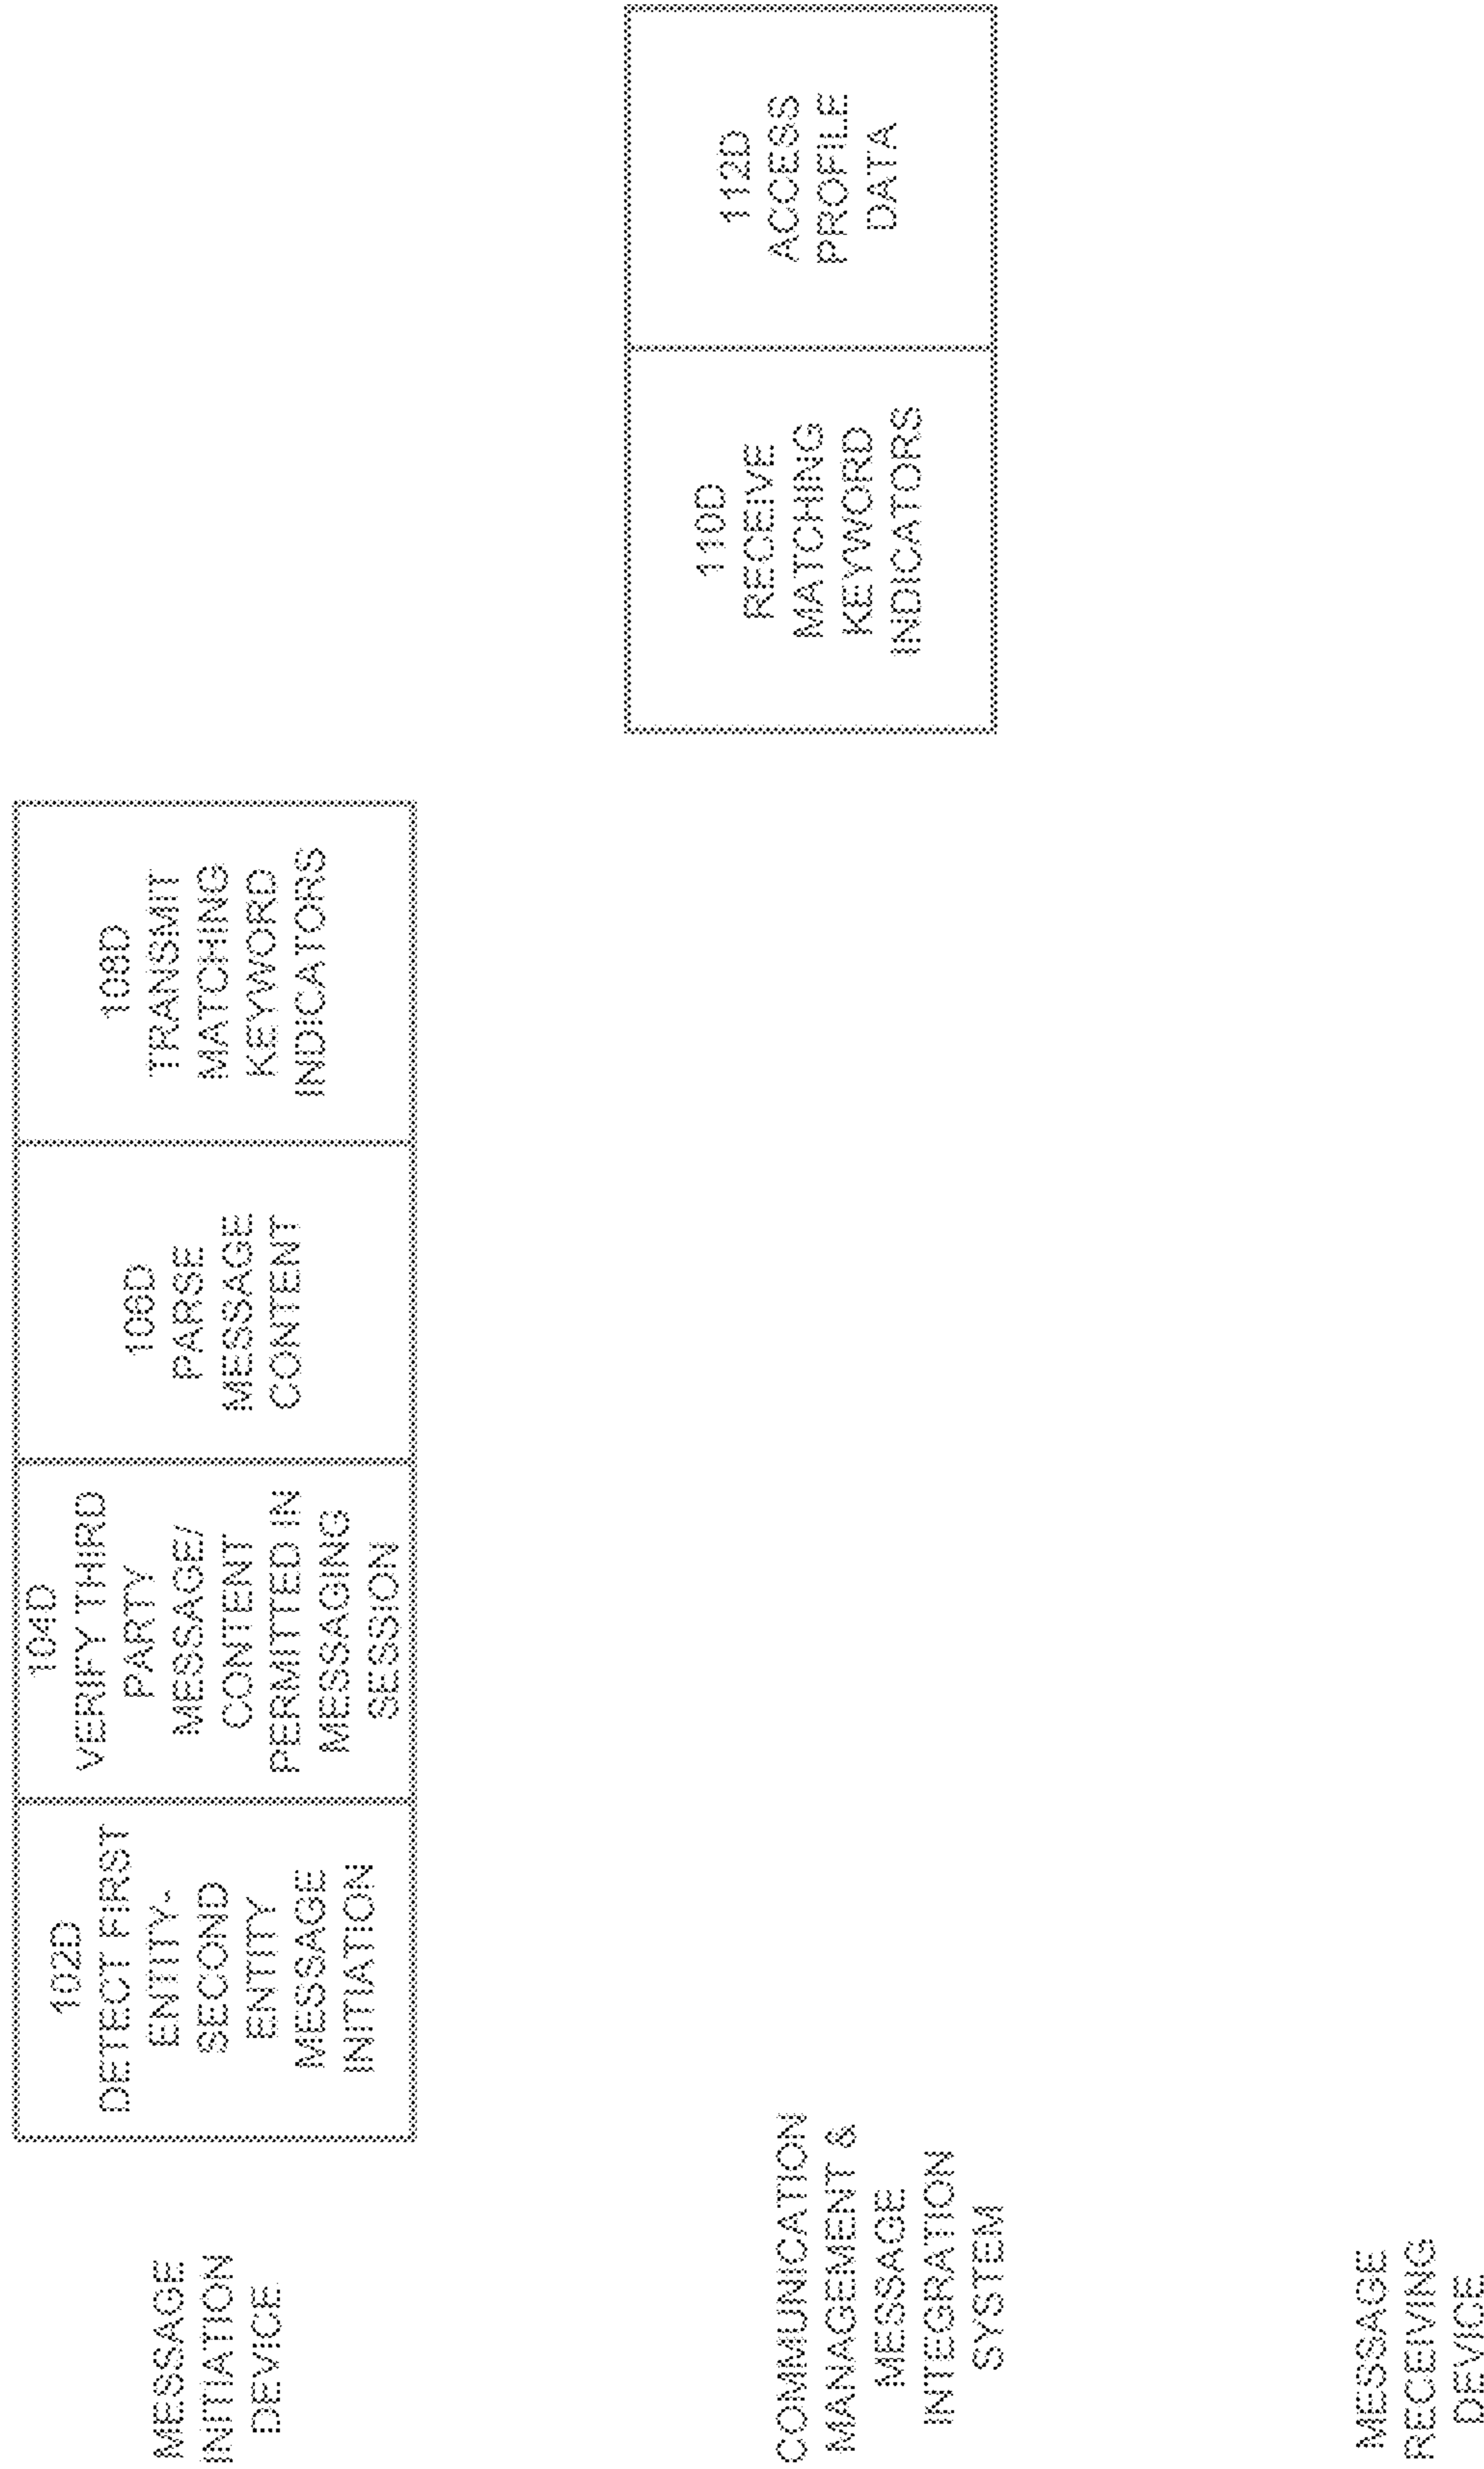 MESSAGE
INITIATION
DEVICE
102D
DETECT FIRST
ENTITY-
SECOND
ENTITY
MESSAGE
INITIATION
104D
VERIFY THIRD
PARTY
MESSAGE/
CONTENT
PERMITTED IN
MESSAGING
SESSION
106D
PARSE
MESSAGE
CONTENT
108D
TRANSMIT
MATCHING
KEYWORD
INDICATORS
COMMUNICATION
MANAGEMENT &
MESSAGE
INTEGRATION
SYSTEM
110D
RECEIVE
MATCHING
KEYWORD
INDICATORS
112D
ACCESS
PROFILE
DATA
MESSAGE
RECEIVING
DEVICE